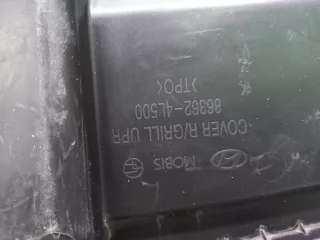 MOBIS
COVER R/GRILL UPR
86362-4L500
>TPO<